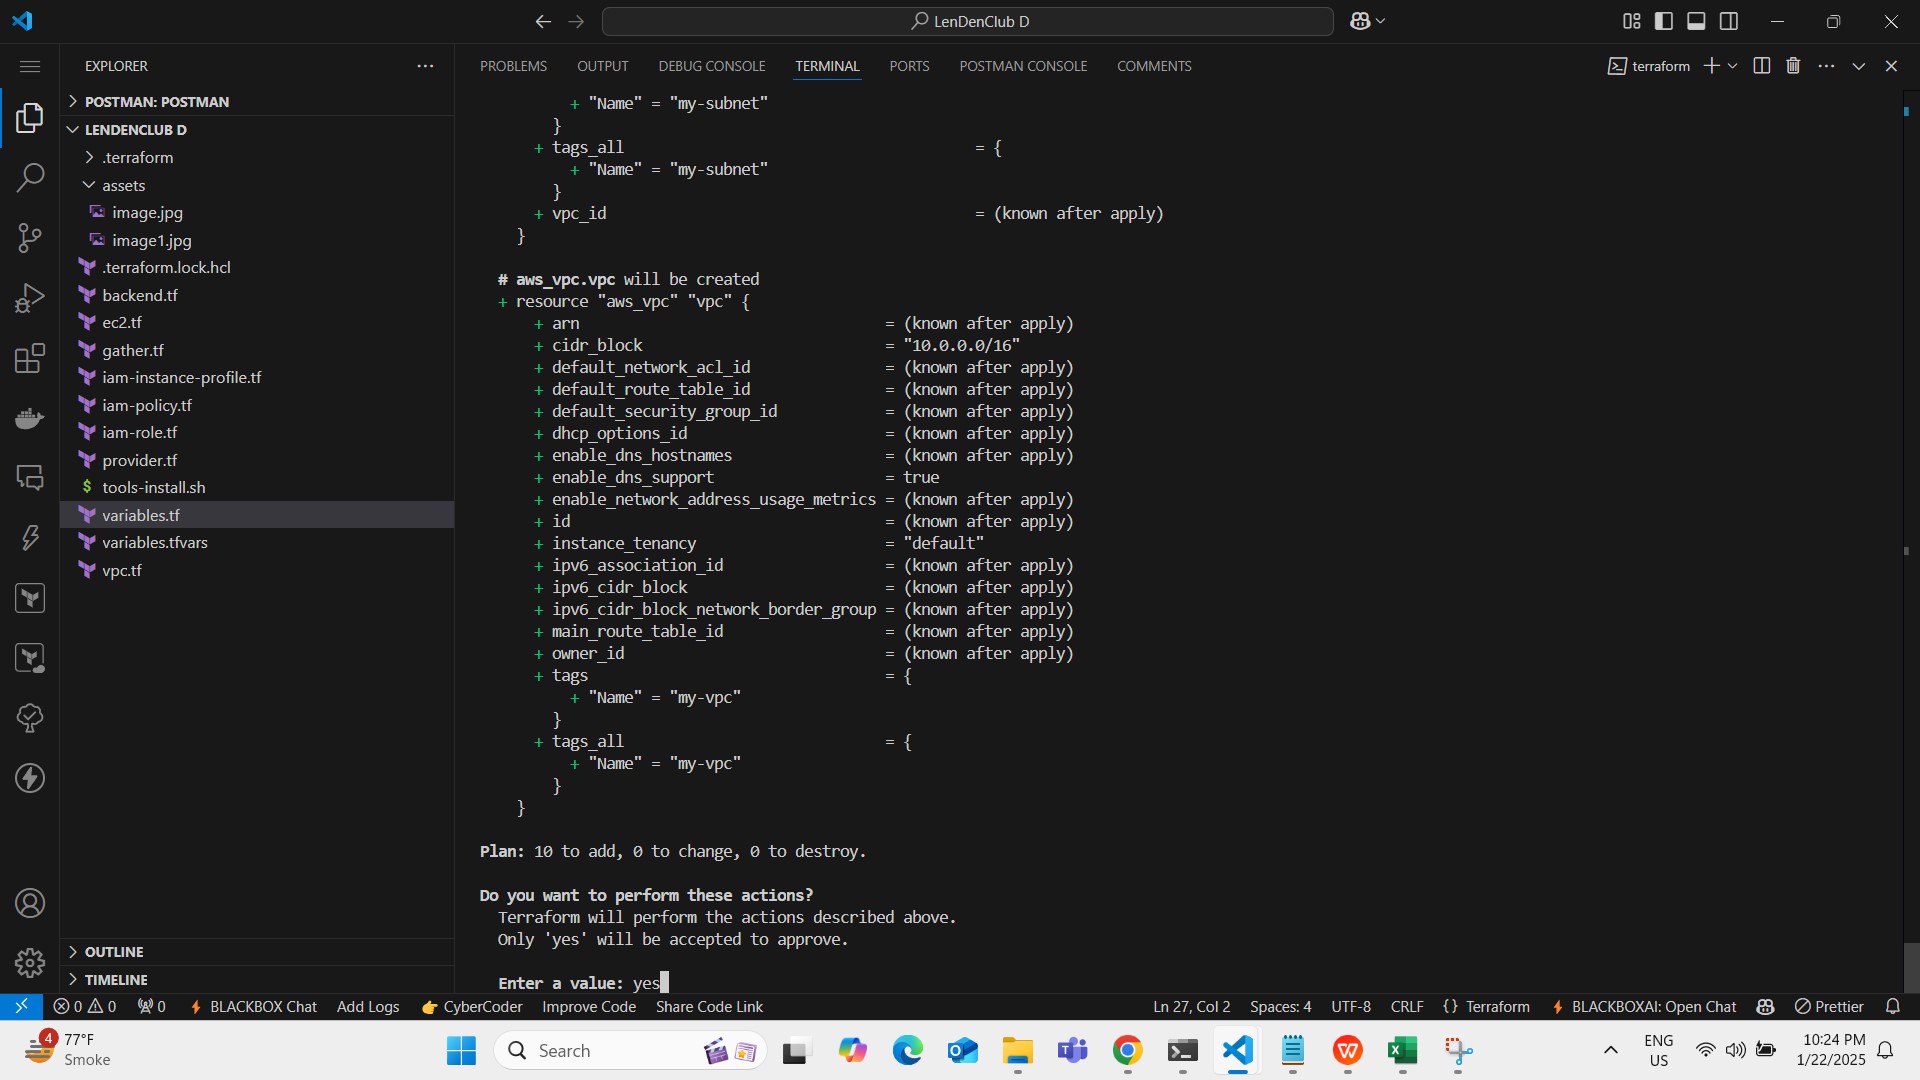 LenDenClub D
EXPLORER
POSTMAN: POSTMAN
LENDENCLUB D
.terraform
assets
image.jpg
image1.jpg
.terraform.lock.hcl
backend.tf
ec2.tf
gather.tf
iam-instance-profile.tf
iam-policy.tf
iam-role.tf
provider.tf
$ tools-install.sh
variables.tf
variables.tfvars
vpc.tf
OUTLINE
TIMELINE
PROBLEMS OUTPUT DEBUG CONSOLE TERMINAL PORTS POSTMAN CONSOLE COMMENTS
terraform
+ "Name" = "my-subnet"
}
+ tags_all = {
+ "Name" = "my-subnet"
}
+ vpc_id = (known after apply)
}
# aws_vpc.vpc will be created
+ resource "aws_vpc" "vpc" {
+ arn = (known after apply)
+ cidr_block = "10.0.0.0/16"
+ default_network_acl_id = (known after apply)
+ default_route_table_id = (known after apply)
+ default_security_group_id = (known after apply)
+ dhcp_options_id = (known after apply)
+ enable_dns_hostnames = (known after apply)
+ enable_dns_support = true
+ enable_network_address_usage_metrics = (known after apply)
+ id = (known after apply)
+ instance_tenancy = "default"
+ ipv6_association_id = (known after apply)
+ ipv6_cidr_block = (known after apply)
+ ipv6_cidr_block_network_border_group = (known after apply)
+ main_route_table_id = (known after apply)
+ owner_id = (known after apply)
+ tags = {
+ "Name" = "my-vpc"
}
+ tags_all = {
+ "Name" = "my-vpc"
}
}
Plan: 10 to add, 0 to change, 0 to destroy.
Do you want to perform these actions?
Terraform will perform the actions described above.
Only 'yes' will be accepted to approve.
Enter a value: yes
0 0 0 BLACKBOX Chat Add Logs CyberCoder Improve Code Share Code Link Ln 27, Col 2 Spaces: 4 UTF-8 CRLF {} Terraform BLACKBOXAI: Open Chat Prettier
4
77°F
Smoke
Search
ENG
US
10:24 PM
1/22/2025